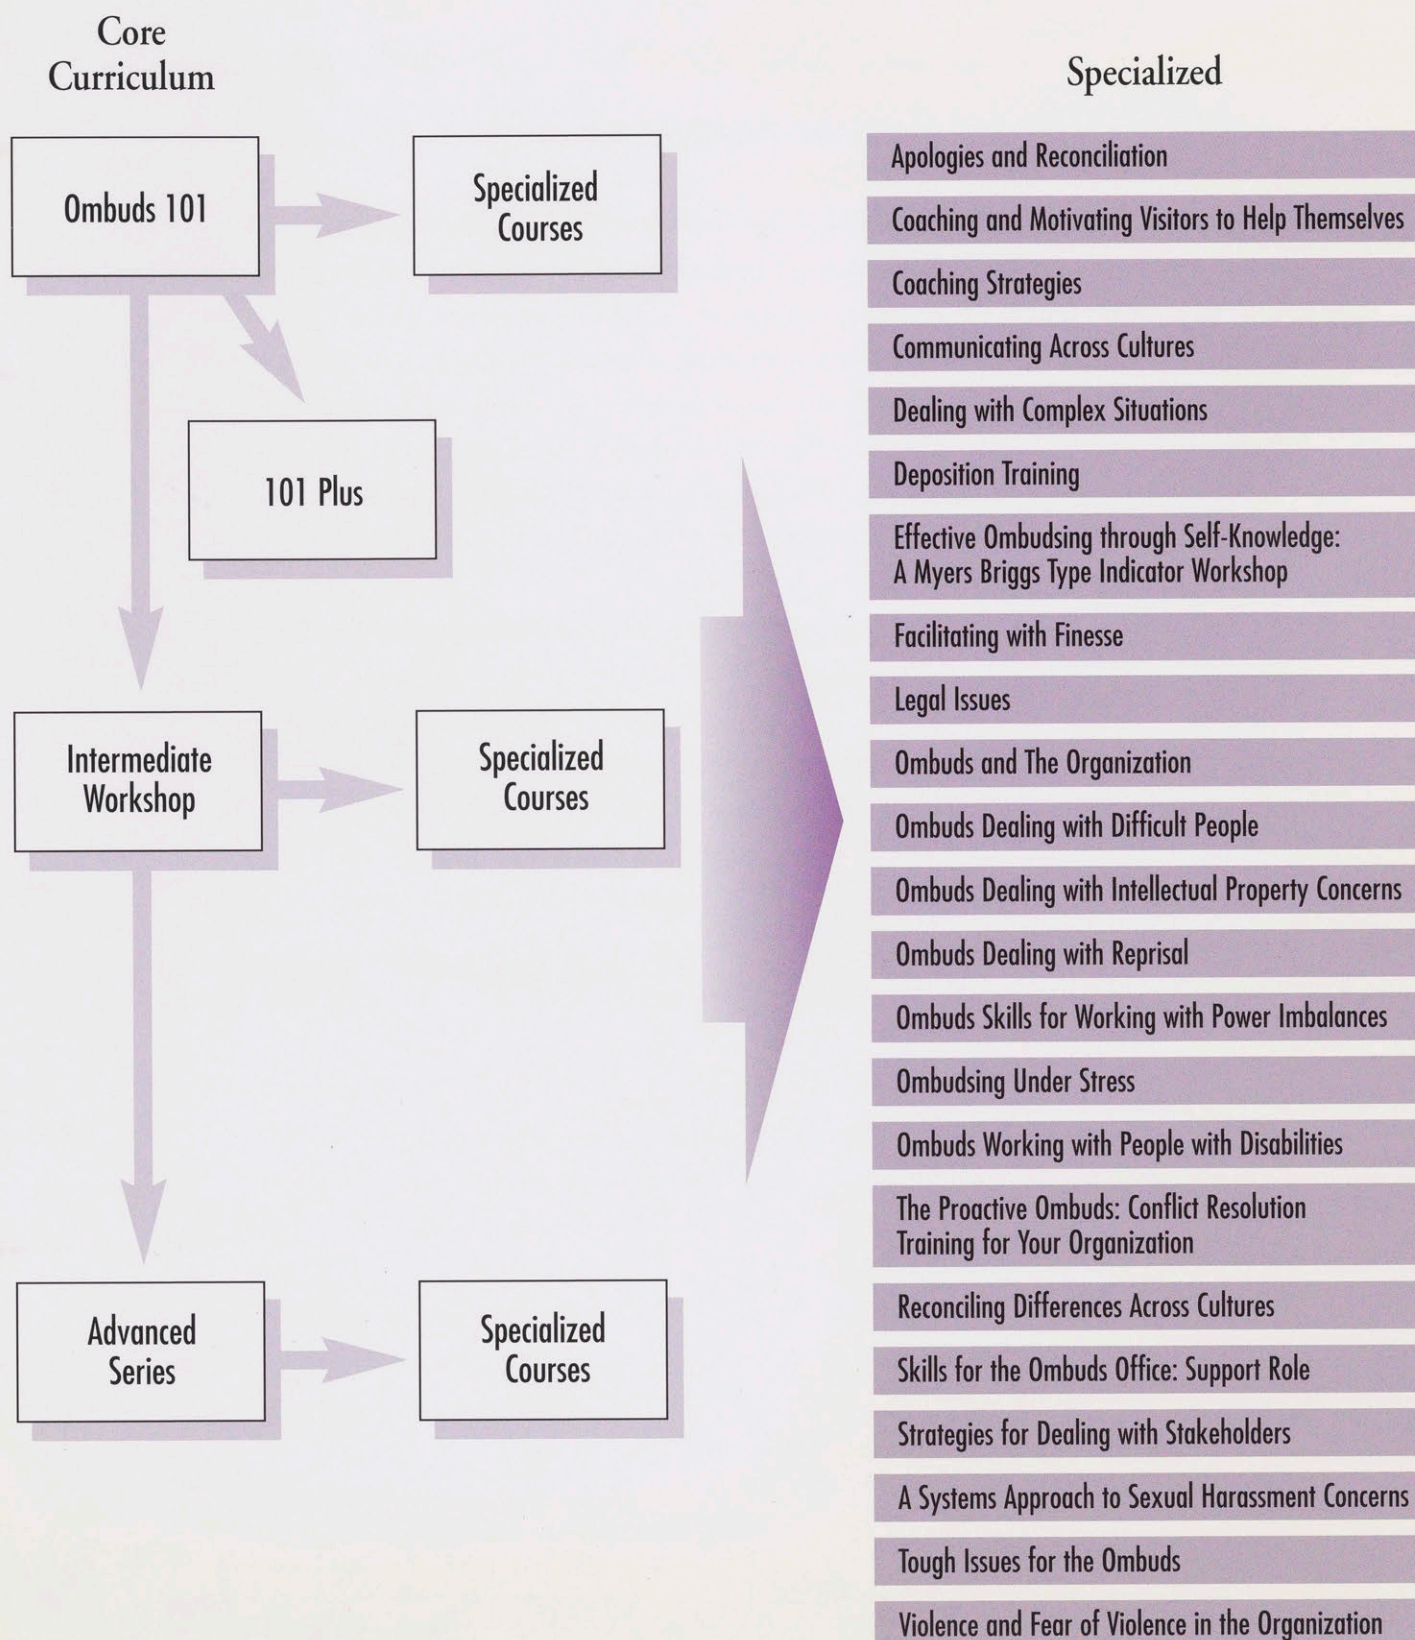 Core
Curriculum
Ombuds 101
Specialized
Courses
101 Plus
Intermediate
Workshop
Specialized
Courses
Advanced
Series
Specialized
Courses
Specialized
Apologies and Reconciliation
Coaching and Motivating Visitors to Help Themselves
Coaching Strategies
Communicating Across Cultures
Dealing with Complex Situations
Deposition Training
Effective Ombudsing through Self-Knowledge:
A Myers Briggs Type Indicator Workshop
Facilitating with Finesse
Legal Issues
Ombuds and The Organization
Ombuds Dealing with Difficult People
Ombuds Dealing with Intellectual Property Concerns
Ombuds Dealing with Reprisal
Ombuds Skills for Working with Power Imbalances
Ombudsing Under Stress
Ombuds Working with People with Disabilities
The Proactive Ombuds: Conflict Resolution
Training for Your Organization
Reconciling Differences Across Cultures
Skills for the Ombuds Office: Support Role
Strategies for Dealing with Stakeholders
A Systems Approach to Sexual Harassment Concerns
Tough Issues for the Ombuds
Violence and Fear of Violence in the Organization